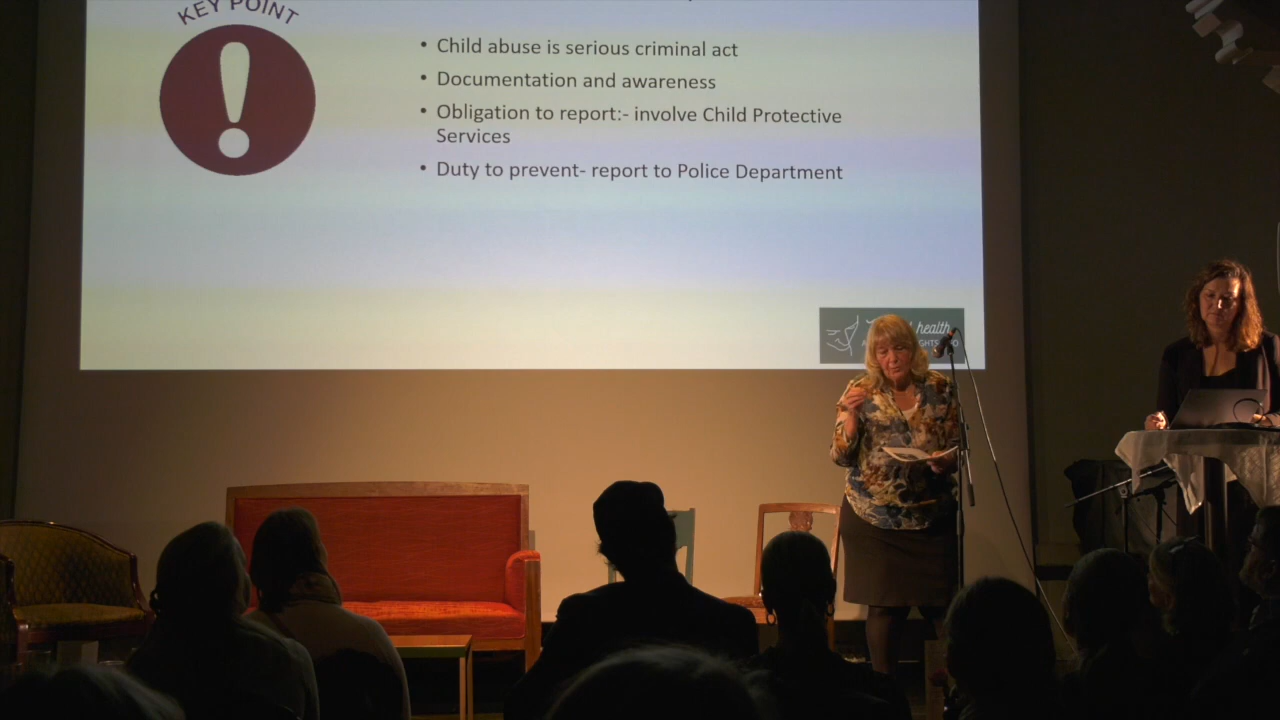 KEY POINT
• Child abuse is serious criminal act
• Documentation and awareness
• Obligation to report:- involve Child Protective
Services
• Duty to prevent- report to Police Department
health